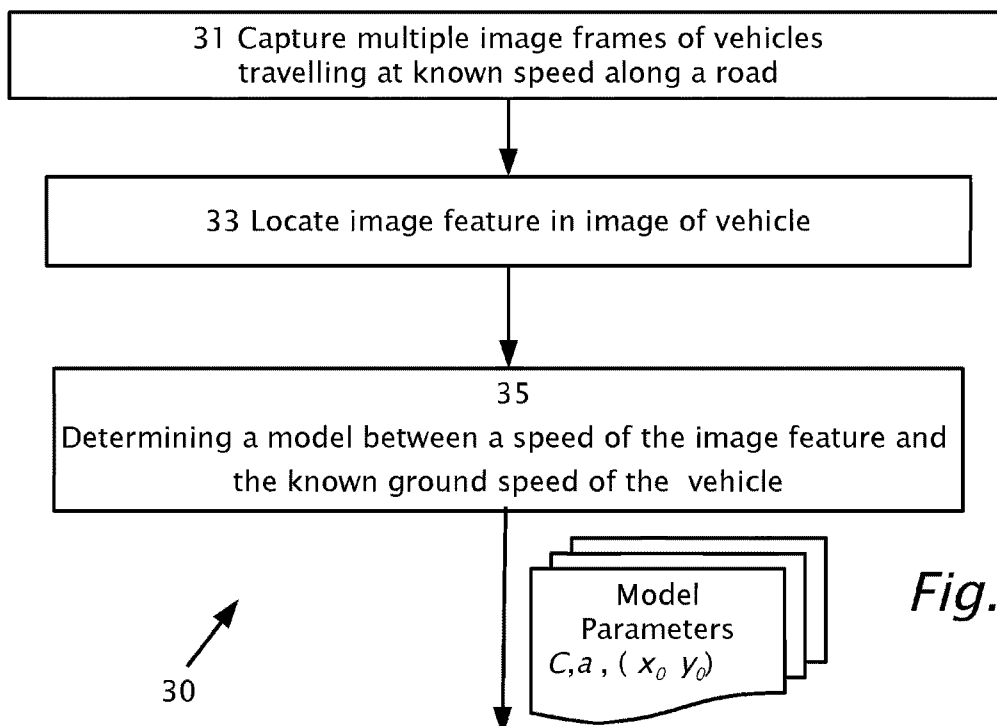 31 Capture multiple image frames of vehicles
travelling at known speed along a road
33 Locate image feature in image of vehicle
35
Determining a model between a speed of the image feature and
the known ground speed of the vehicle
Model
Parameters
C,a , ( x₀ y₀)
Fig.
30